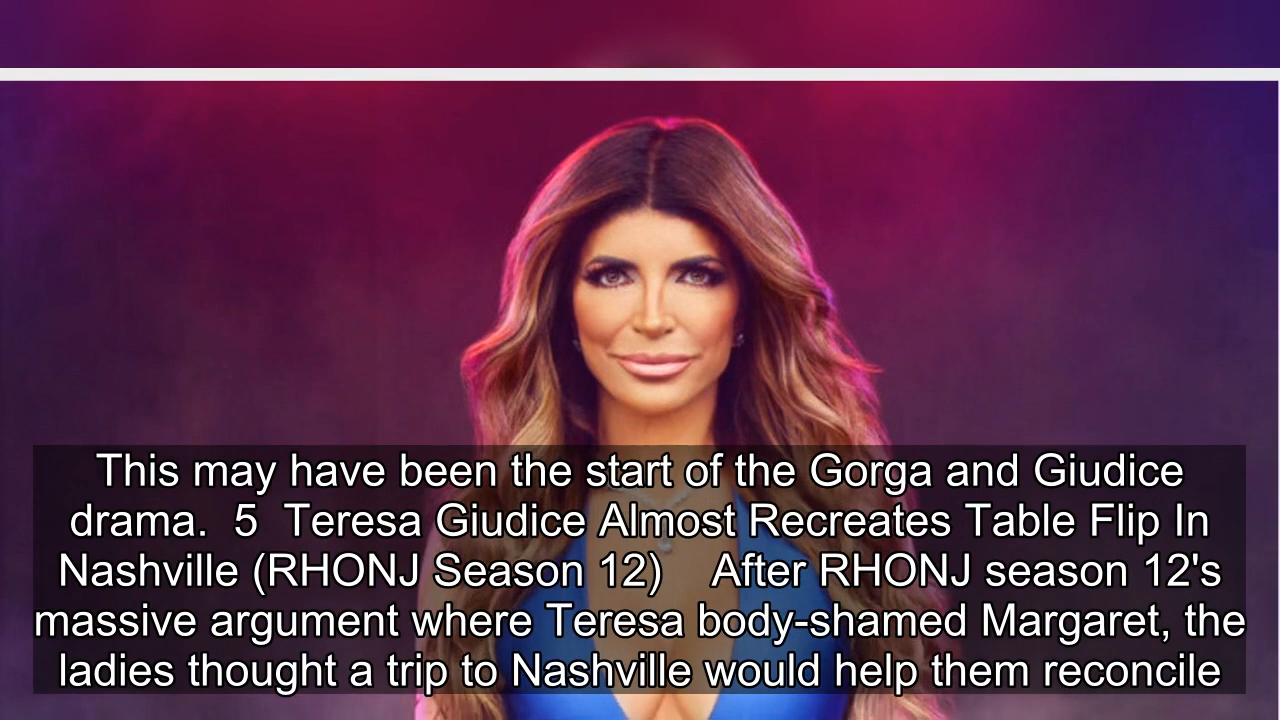 This may have been the start of the Gorga and Giudice
drama.  5  Teresa Giudice Almost Recreates Table Flip In
Nashville (RHONJ Season 12)    After RHONJ season 12's
massive argument where Teresa body-shamed Margaret, the
ladies thought a trip to Nashville would help them reconcile